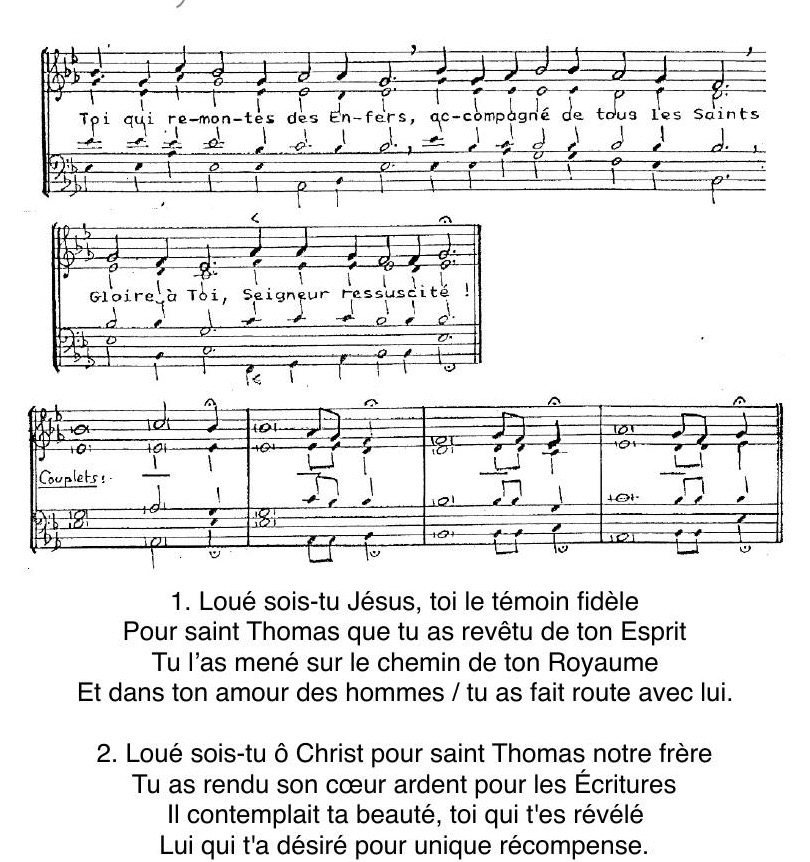 Toi qui re-mon-tes des En-fers, ac-compagné de tous les Saints
Gloire à Toi, Seigneur ressuscité !
Couplets :
1. Loué sois-tu Jésus, toi le témoin fidèle
Pour saint Thomas que tu as revêtu de ton Esprit
Tu l’as mené sur le chemin de ton Royaume
Et dans ton amour des hommes / tu as fait route avec lui.
2. Loué sois-tu ô Christ pour saint Thomas notre frère
Tu as rendu son cœur ardent pour les Écritures
Il contemplait ta beauté, toi qui t'es révélé
Lui qui t'a désiré pour unique récompense.